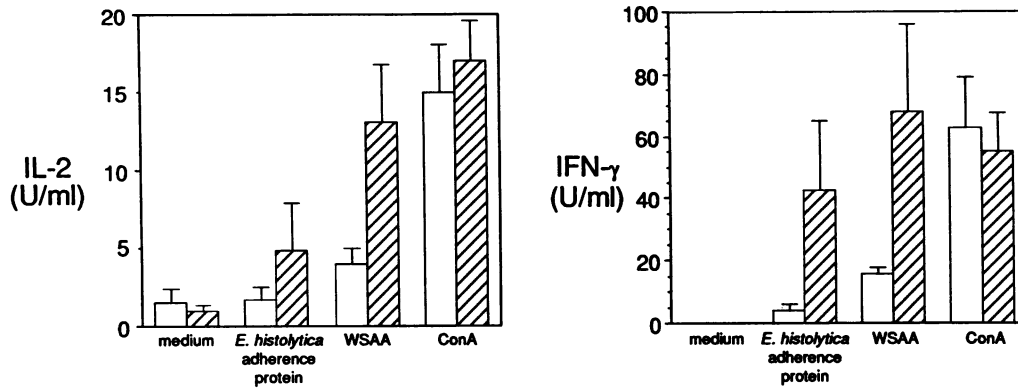 20
15
10
5
0
IL-2
(U/ml)
medium
E. histolytica
adherence
protein
WSAA
ConA
100
80
60
40
20
0
IFN-γ
(U/ml)
medium
E. histolytica
adherence
protein
WSAA
ConA